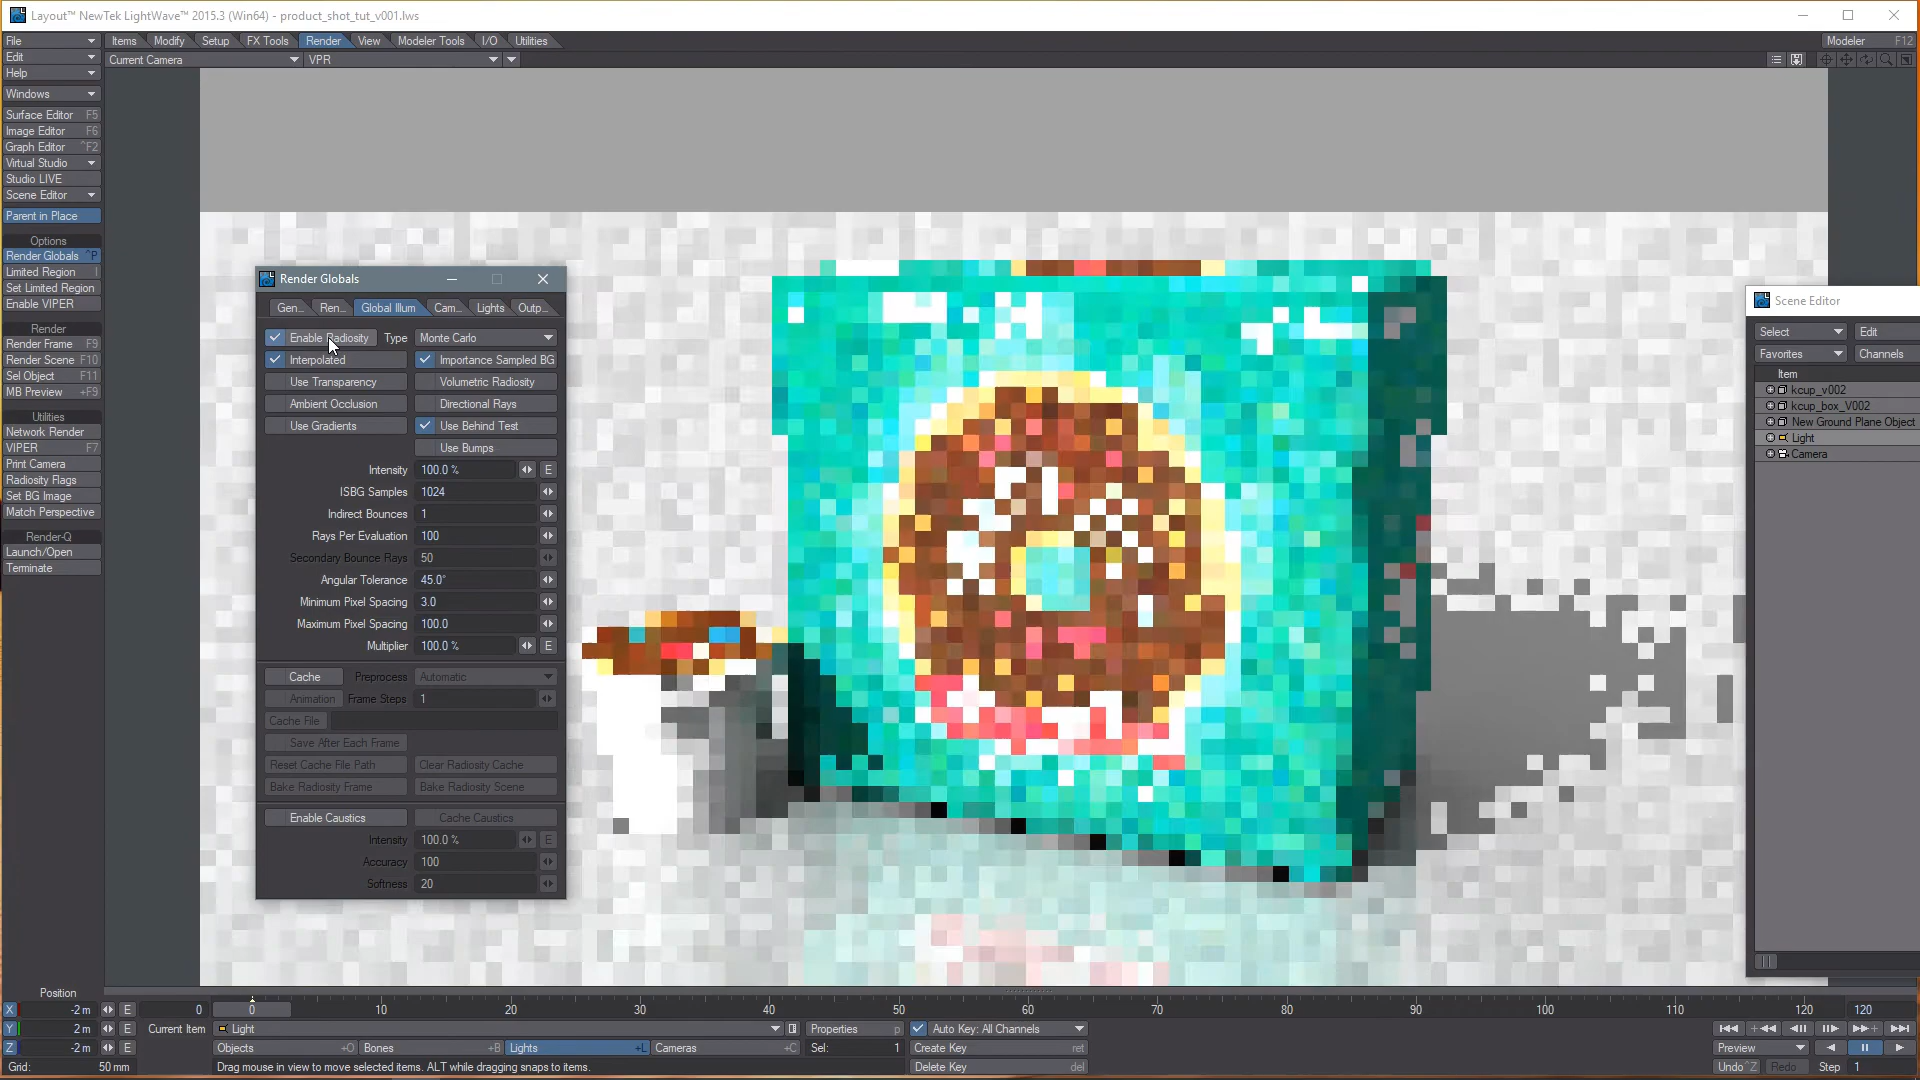 Layout™ NewTek LightWave™ 2015.3 (Win64) - product_shot_tut_v001.lws
File
Items Modify Setup FX Tools Render View Modeler Tools I/O Utilities
Modeler F12
Edit
Current Camera VPR
Help
Windows
Surface Editor F5
Image Editor F6
Graph Editor ^F2
Virtual Studio
Studio LIVE
Scene Editor
Parent in Place
Options
Render Globals ^P
Limited Region l
Set Limited Region
Enable VIPER
Render
Render Frame F9
Render Scene F10
Sel Object F11
MB Preview +F9
Utilities
Network Render
VIPER F7
Print Camera
Radiosity Flags
Set BG Image
Match Perspective
Render-Q
Launch/Open
Terminate
Render Globals
Gen... Ren... Global Illum Cam... Lights Outp...
Enable Radiosity Type Monte Carlo
Interpolated Importance Sampled BG
Use Transparency Volumetric Radiosity
Ambient Occlusion Directional Rays
Use Gradients Use Behind Test
Use Bumps
Intensity 100.0 % E
ISBG Samples 1024
Indirect Bounces 1
Rays Per Evaluation 100
Secondary Bounce Rays 50
Angular Tolerance 45.0°
Minimum Pixel Spacing 3.0
Maximum Pixel Spacing 100.0
Multiplier 100.0 % E
Cache Preprocess Automatic
Animation Frame Steps 1
Cache File
Save After Each Frame
Reset Cache File Path Clear Radiosity Cache
Bake Radiosity Frame Bake Radiosity Scene
Enable Caustics Cache Caustics
Intensity 100.0 % E
Accuracy 100
Softness 20
Scene Editor
Select Edit
Favorites Channels
Item
kcup_v002
kcup_box_V002
New Ground Plane Object
Light
Camera
Position
X -2 m E 0 0 10 20 30 40 50 60 70 80 90 100 110 120 120
Y 2 m E Current Item Light Properties p Auto Key: All Channels
Z -2 m E Objects +O Bones +B Lights +L Cameras +C Sel: 1 Create Key ret Preview
Grid: 50 mm Drag mouse in view to move selected items. ALT while dragging snaps to items. Delete Key del Undo ^Z Redo Step 1